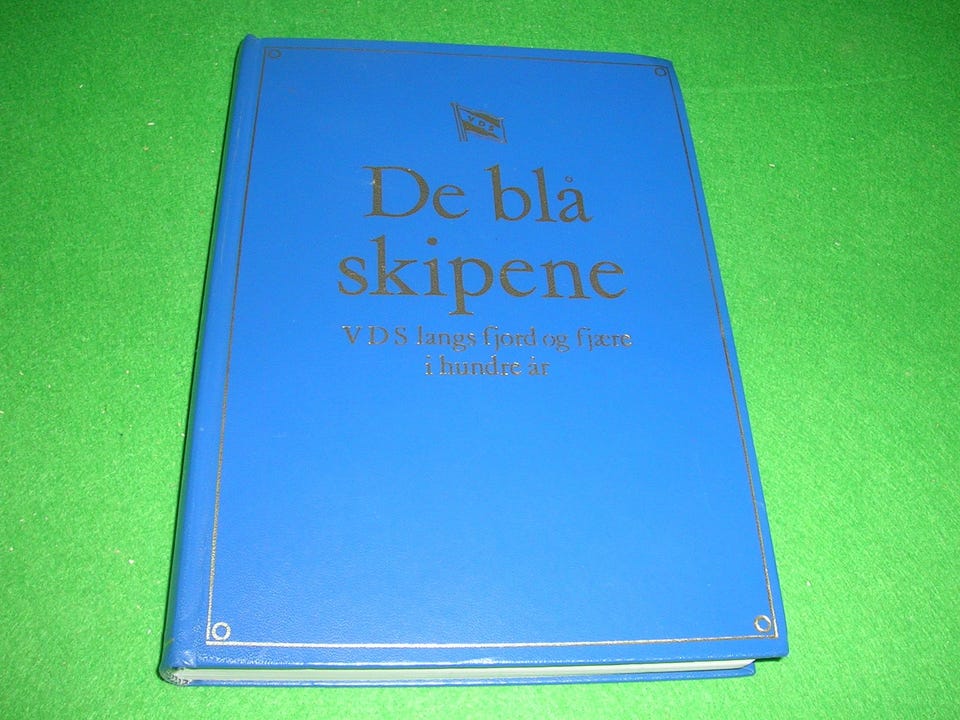 VDS
De blå
skipene
V D S langs fjord og fjære
i hundre år